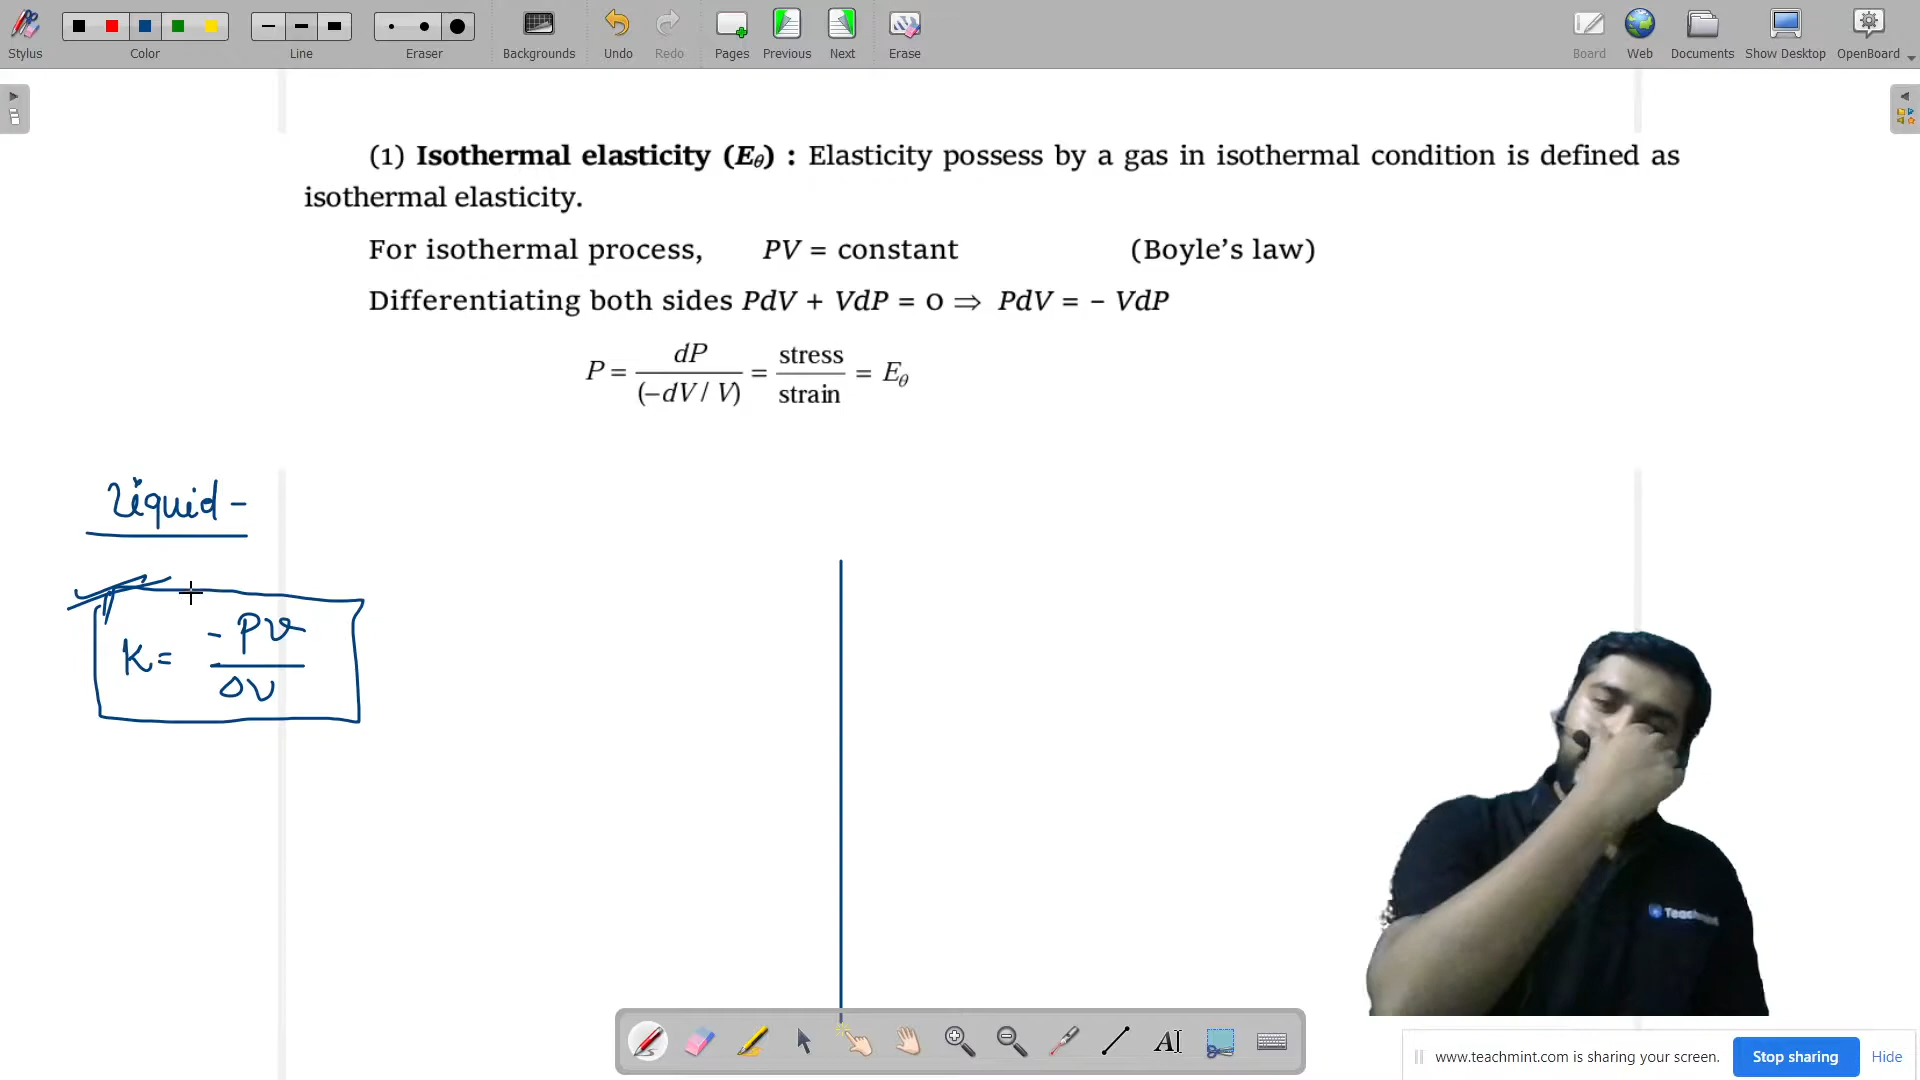 Stylus
Color
Line
Eraser
Backgrounds
Undo
Redo
Pages
Previous
Next
Erase
Board
Web
Documents
Show Desktop
OpenBoard
(1) Isothermal elasticity (Eθ) : Elasticity possess by a gas in isothermal condition is defined as
isothermal elasticity.
For isothermal process, PV = constant (Boyle’s law)
Differentiating both sides PdV + VdP = 0 ⇒ PdV = – VdP
P = dP / (–dV / V) = stress / strain = Eθ
Liquid -
K = - PV / ΔV
Teachmint
www.teachmint.com is sharing your screen.
Stop sharing
Hide